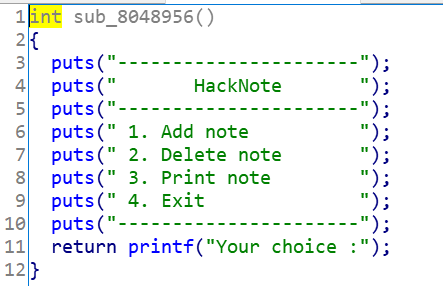 1 int sub_8048956()
2 {
3   puts("----------------------");
4   puts("       HackNote       ");
5   puts("----------------------");
6   puts(" 1. Add note          ");
7   puts(" 2. Delete note       ");
8   puts(" 3. Print note        ");
9   puts(" 4. Exit              ");
10   puts("----------------------");
11   return printf("Your choice :");
12 }